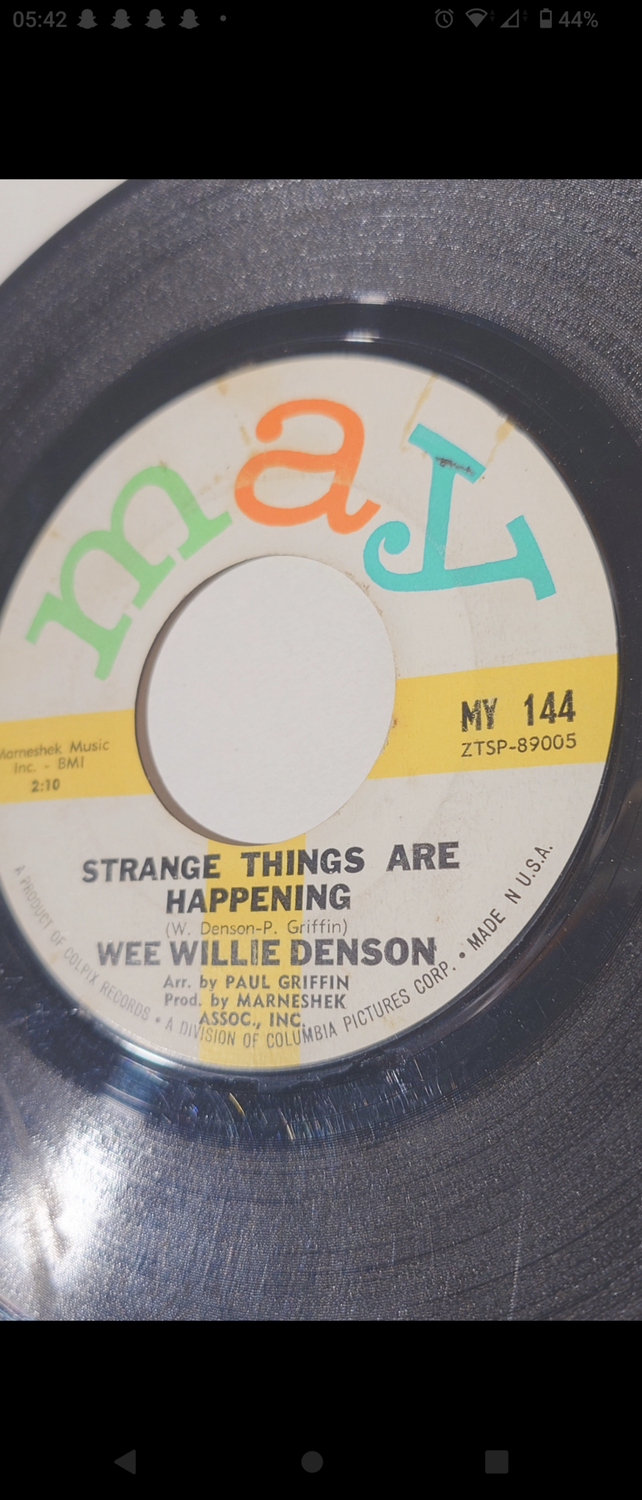 05:42
44%
may
MY 144
ZTSP-89005
Marneshek Music
Inc. - BMI
2:10
STRANGE THINGS ARE
HAPPENING
(W. Denson-P. Griffin)
WEE WILLIE DENSON
Arr. by PAUL GRIFFIN
Prod. by MARNESHEK
ASSOC., INC.
A PRODUCT OF COLPIX RECORDS • A DIVISION OF COLUMBIA PICTURES CORP. • MADE N U.S.A.